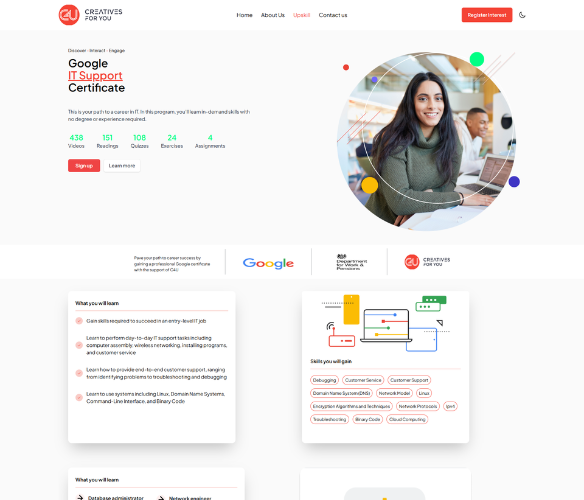 C4U CREATIVES
FOR YOU
Home About Us Upskill Contact us
Register Interest
Discover · Interact · Engage
Google
IT Support
Certificate
This is your path to a career in IT. In this program, you'll learn in-demand skills with
no degree or experience required.
438 151 106 24 4
Videos Readings Quizzes Exercises Assignments
Sign up Learn more
Pave your path to career success by
gaining a professional Google certificate
with the support of C4U
Google
Department
for Work &
Pensions
C4U CREATIVES
FOR YOU
What you will learn
Gain skills required to succeed in an entry-level IT job
Learn to perform day-to-day IT support tasks including
computer assembly, wireless networking, installing programs,
and customer service
Learn how to provide end-to-end customer support, ranging
from identifying problems to troubleshooting and debugging
Learn to use systems including Linux, Domain Name Systems,
Command-Line Interface, and Binary Code
Skills you will gain
Debugging Customer Service Customer Support
Domain Name Systems (DNS) Network Model Linux
Encryption Algorithms and Techniques Network Protocols Ipv4
Troubleshooting Binary Code Cloud Computing
What you will learn
Database administrator Network engineer